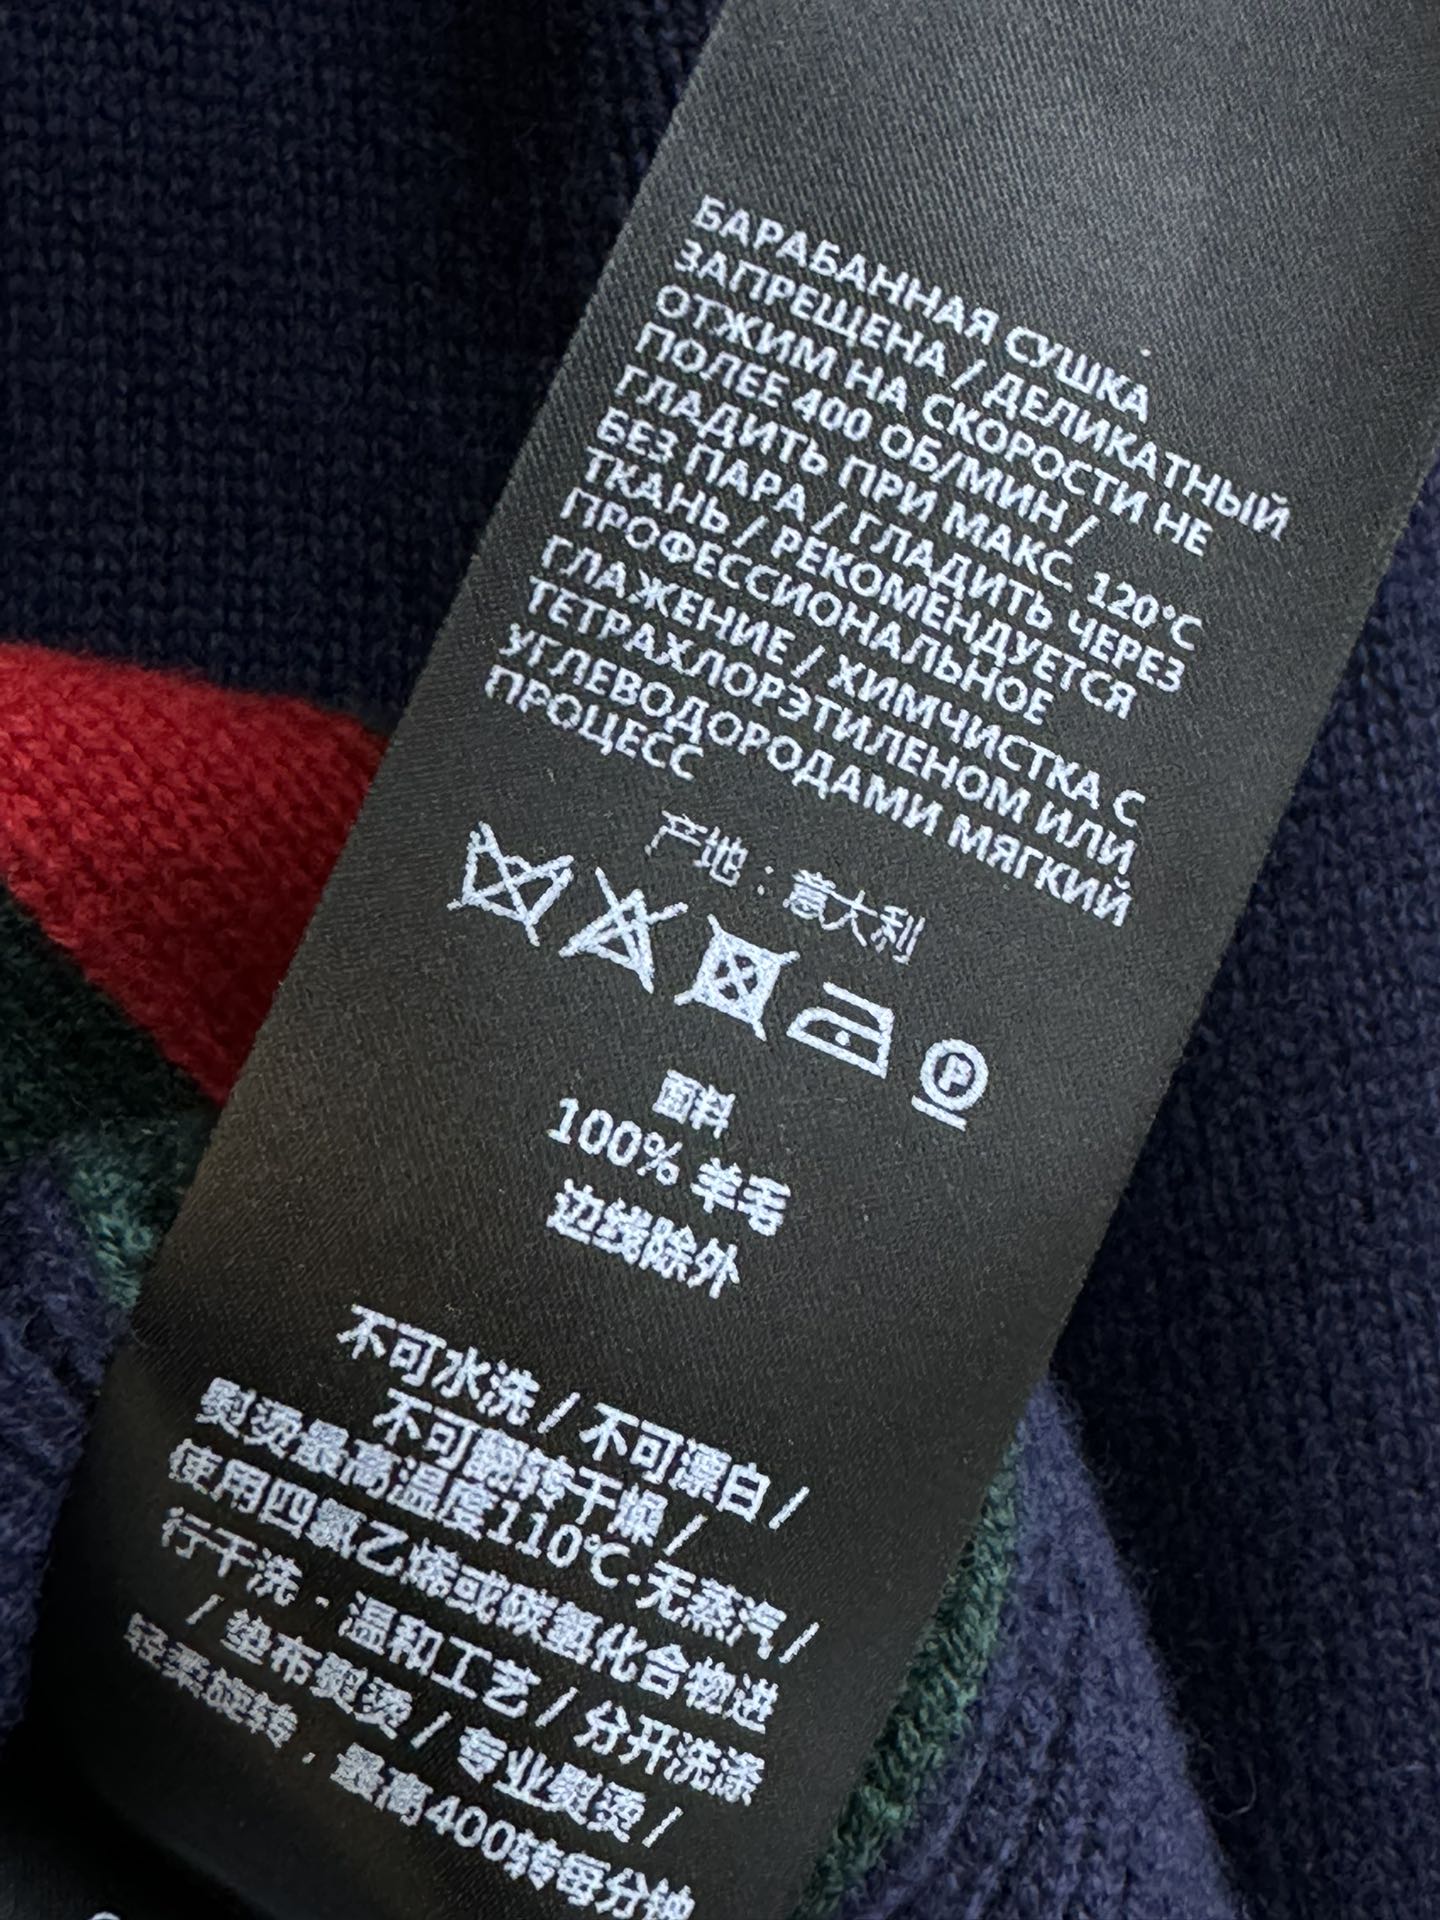 БАРАБАННАЯ СУШКА
ЗАПРЕЩЕНА / ДЕЛИКАТНЫЙ
ОТЖИМ НА СКОРОСТИ НЕ
ПОЛЕЕ 400 ОБ/МИН /
ГЛАДИТЬ ПРИ МАКС. 120°C
БЕЗ ПАРА / ГЛАДИТЬ ЧЕРЕЗ
ТКАНЬ / РЕКОМЕНДУЕТСЯ
ПРОФЕССИОНАЛЬНОЕ
ГЛАЖЕНИЕ / ХИМЧИСТКА С
ТЕТРАХЛОРЭТИЛЕНОМ ИЛИ
УГЛЕВОДОРОДАМИ МЯГКИЙ
ПРОЦЕСС
产地：意大利
P
面料
100% 羊毛
边线除外
不可水洗 / 不可漂白 /
不可翻转干燥 /
熨烫最高温度110℃·无蒸汽 /
使用四氯乙烯或碳氢化合物进
行干洗 - 温和工艺 / 分开洗涤
/ 垫布熨烫 / 专业熨烫 /
轻柔旋转，最高400转每分钟